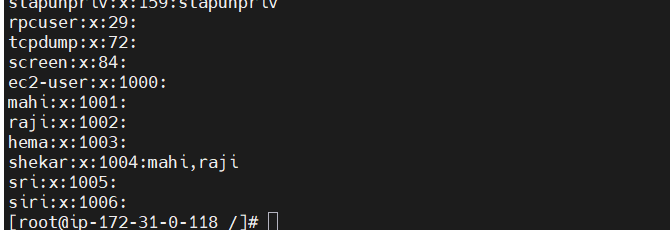 stapunpriv:x:159:stapunpriv
rpcuser:x:29:
tcpdump:x:72:
screen:x:84:
ec2-user:x:1000:
mahi:x:1001:
raji:x:1002:
hema:x:1003:
shekar:x:1004:mahi,raji
sri:x:1005:
siri:x:1006:
[root@ip-172-31-0-118 /]#